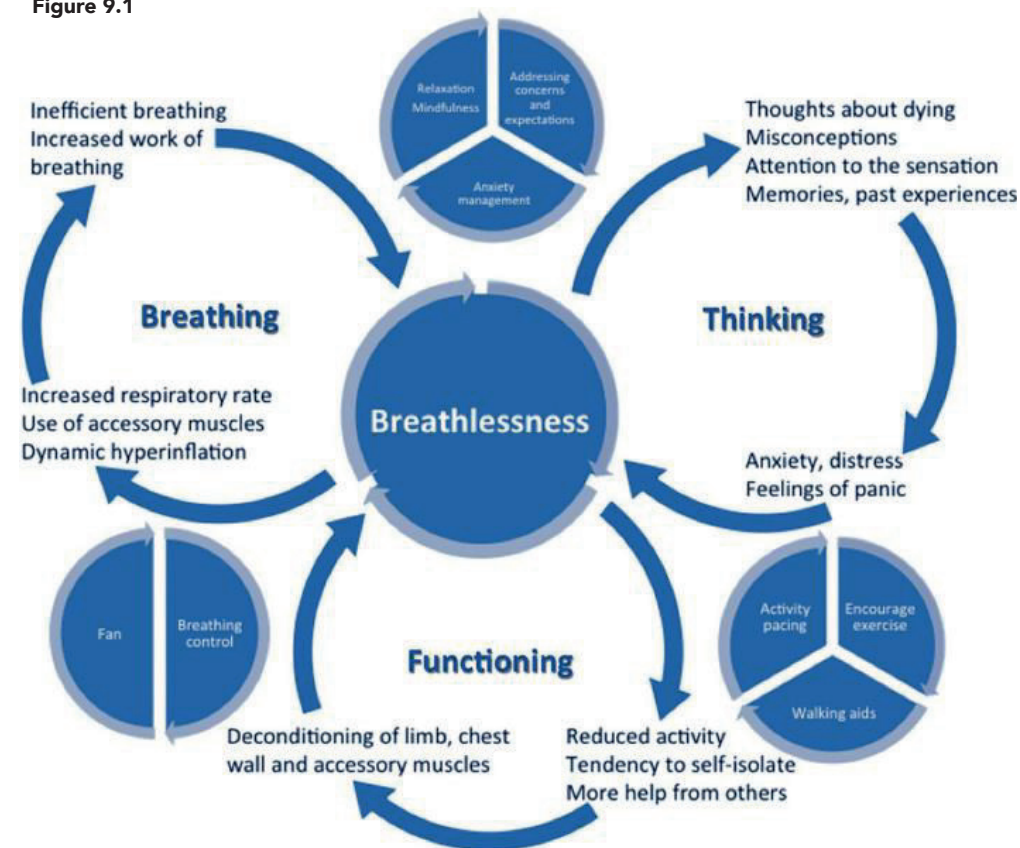 Figure 9.1
Relaxation
Mindfulness
Addressing
concerns
and
expectations
Anxiety
management
Inefficient breathing
Increased work of
breathing
Thoughts about dying
Misconceptions
Attention to the sensation
Memories, past experiences
Breathing
Thinking
Increased respiratory rate
Use of accessory muscles
Dynamic hyperinflation
Breathlessness
Anxiety, distress
Feelings of panic
Fan
Breathing
control
Functioning
Activity
pacing
Encourage
exercise
Walking aids
Deconditioning of limb, chest
wall and accessory muscles
Reduced activity
Tendency to self-isolate
More help from others